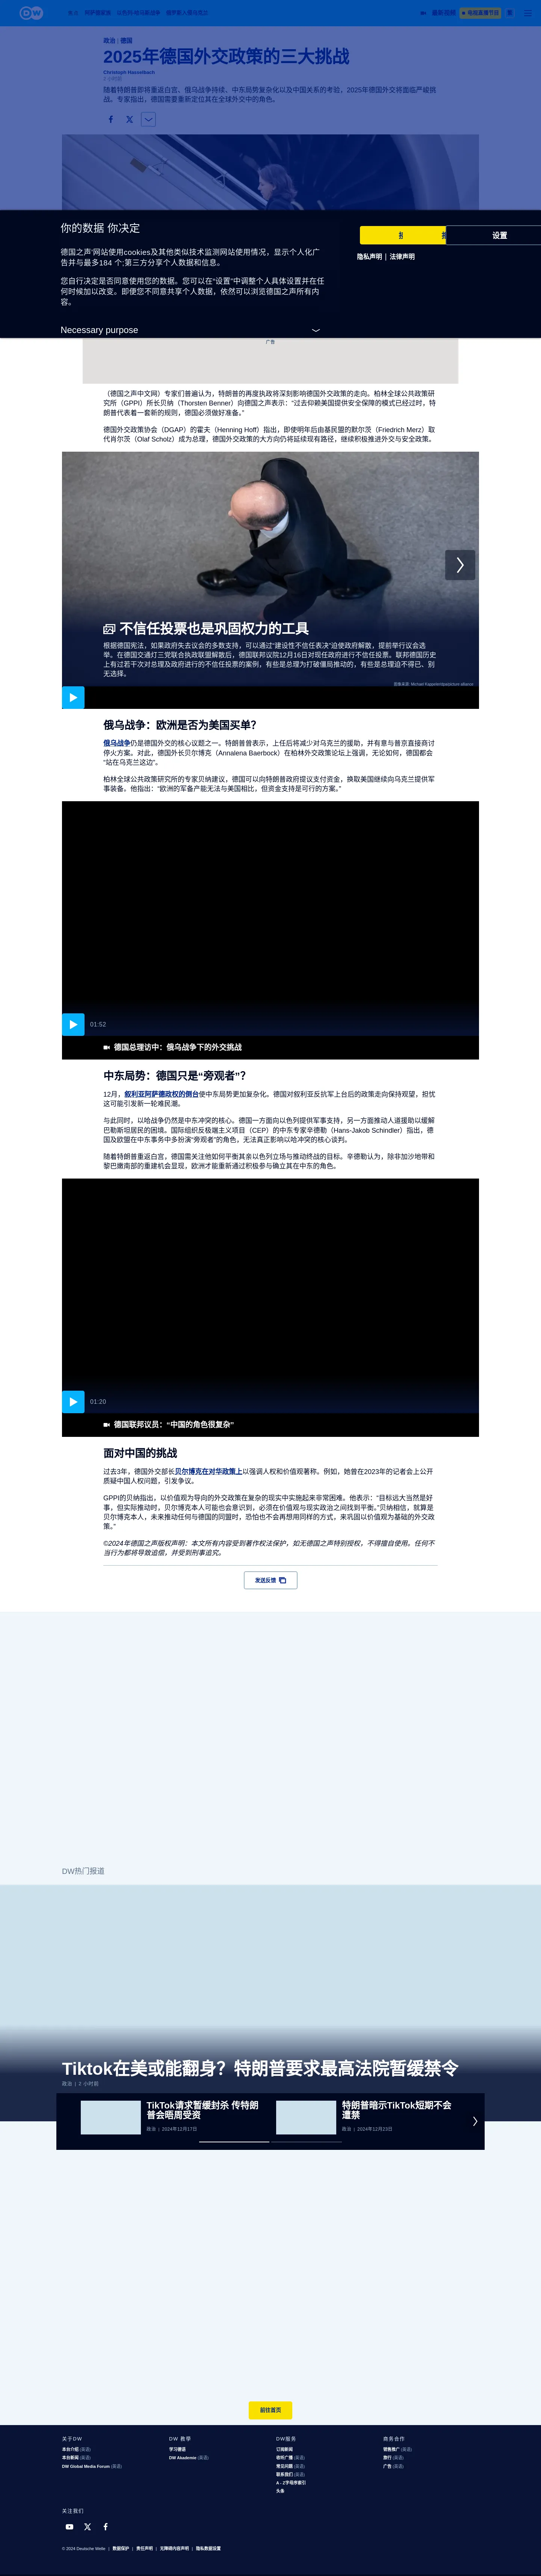 DW
政治 | 德国
2025年德国外交政策的三大挑战
Christoph Hasselbach
2 小时前
随着特朗普即将重返白宫、俄乌战争持续、中东局势复杂化以及中国关系的考验，2025年德国外交将面临严峻挑
战。专家指出，德国需要重新定位其在全球外交中的角色。
你的数据 你决定
德国之声'网站使用cookies及其他类似技术监测网站使用情况，显示个人化广
告并与最多184 个;第三方分享个人数据和信息。
您自行决定是否同意使用您的数据。您可以在“设置”中调整个人具体设置并在任
何时候加以改变。即便您不同意共享个人数据，依然可以浏览德国之声所有内
容。
设置
隐私声明 | 法律声明
Necessary purpose
广告
（德国之声中文网）专家们普遍认为，特朗普的再度执政将深刻影响德国外交政策的走向。柏林全球公共政策研
究所（GPPI）所长贝纳（Thorsten Benner）向德国之声表示：“过去仰赖美国提供安全保障的模式已经过时，特
朗普代表着一套新的规则，德国必须做好准备。”
德国外交政策协会（DGAP）的霍夫（Henning Hoff）指出，即使明年后由基民盟的默尔茨（Friedrich Merz）取
代肖尔茨（Olaf Scholz）成为总理，德国外交政策的大方向仍将延续现有路径，继续积极推进外交与安全政策。
不信任投票也是巩固权力的工具
根据德国宪法，如果政府失去议会的多数支持，可以通过“建设性不信任表决”迫使政府解散，提前举行议会选
举。在德国交通灯三党联合执政联盟解散后，德国联邦议院12月16日对现任政府进行不信任投票。联邦德国历史
上有过若干次对总理及政府进行的不信任投票的案例，有些是总理为打破僵局推动的，有些是总理迫不得已、别
无选择。
图像来源: Michael Kappeler/dpa/picture alliance
俄乌战争：欧洲是否为美国买单？
俄乌战争仍是德国外交的核心议题之一。特朗普曾表示，上任后将减少对乌克兰的援助，并有意与普京直接商讨
停火方案。对此，德国外长贝尔博克（Annalena Baerbock）在柏林外交政策论坛上强调，无论如何，德国都会
“站在乌克兰这边”。
柏林全球公共政策研究所的专家贝纳建议，德国可以向特朗普政府提议支付资金，换取美国继续向乌克兰提供军
事装备。他指出：“欧洲的军备产能无法与美国相比，但资金支持是可行的方案。”
01:52
德国总理访中：俄乌战争下的外交挑战
中东局势：德国只是“旁观者”？
12月，叙利亚阿萨德政权的倒台使中东局势更加复杂化。德国对叙利亚反抗军上台后的政策走向保持观望，担忧
这可能引发新一轮难民潮。
与此同时，以哈战争仍然是中东冲突的核心。德国一方面向以色列提供军事支持，另一方面推动人道援助以缓解
巴勒斯坦居民的困境。国际组织反极端主义项目（CEP）的中东专家辛德勒（Hans-Jakob Schindler）指出，德
国及欧盟在中东事务中多扮演“旁观者”的角色，无法真正影响以哈冲突的核心谈判。
随着特朗普重返白宫，德国需关注他如何平衡其亲以色列立场与推动终战的目标。辛德勒认为，除非加沙地带和
黎巴嫩南部的重建机会显现，欧洲才能重新通过积极参与确立其在中东的角色。
01:20
德国联邦议员：“中国的角色很复杂”
面对中国的挑战
过去3年，德国外交部长贝尔博克在对华政策上以强调人权和价值观著称。例如，她曾在2023年的记者会上公开
质疑中国人权问题，引发争议。
GPPI的贝纳指出，以价值观为导向的外交政策在复杂的现实中实施起来非常困难。他表示：“目标远大当然是好
事，但实际推动时，贝尔博克本人可能也会意识到，必须在价值观与现实政治之间找到平衡。”贝纳相信，就算是
贝尔博克本人，未来推动任何与德国的同盟时，恐怕也不会再想用同样的方式，来巩固以价值观为基础的外交政
策。”
©2024年德国之声版权声明：本文所有内容受到著作权法保护，如无德国之声特别授权，不得擅自使用。任何不
当行为都将导致追偿，并受到刑事追究。
发送反馈
DW热门报道
Tiktok在美或能翻身？特朗普要求最高法院暂缓禁令
政治 | 2 小时前
TikTok请求暂缓封杀 传特朗
普会晤周受资
政治 | 2024年12月17日
特朗普暗示TikTok短期不会
遭禁
政治 | 2024年12月23日
前往首页
关于DW
本台介绍 (英语)
本台新闻 (英语)
DW Global Media Forum (英语)
DW 教学
学习德语
DW Akademie (英语)
DW服务
订阅新闻
收听广播 (英语)
常见问题 (英语)
联系我们 (英语)
A - Z字母序索引
头条
商务合作
销售推广 (英语)
旅行 (英语)
广告 (英语)
关注我们
© 2024 Deutsche Welle | 数据保护 | 责任声明 | 无障碍内容声明 | 隐私数据设置